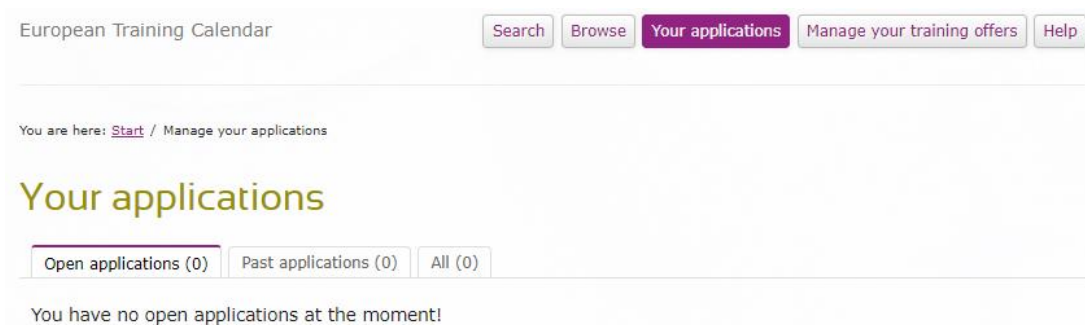 European Training Calendar
Search Browse Your applications Manage your training offers Help
You are here: Start / Manage your applications
Your applications
Open applications (0) Past applications (0) All (0)
You have no open applications at the moment!